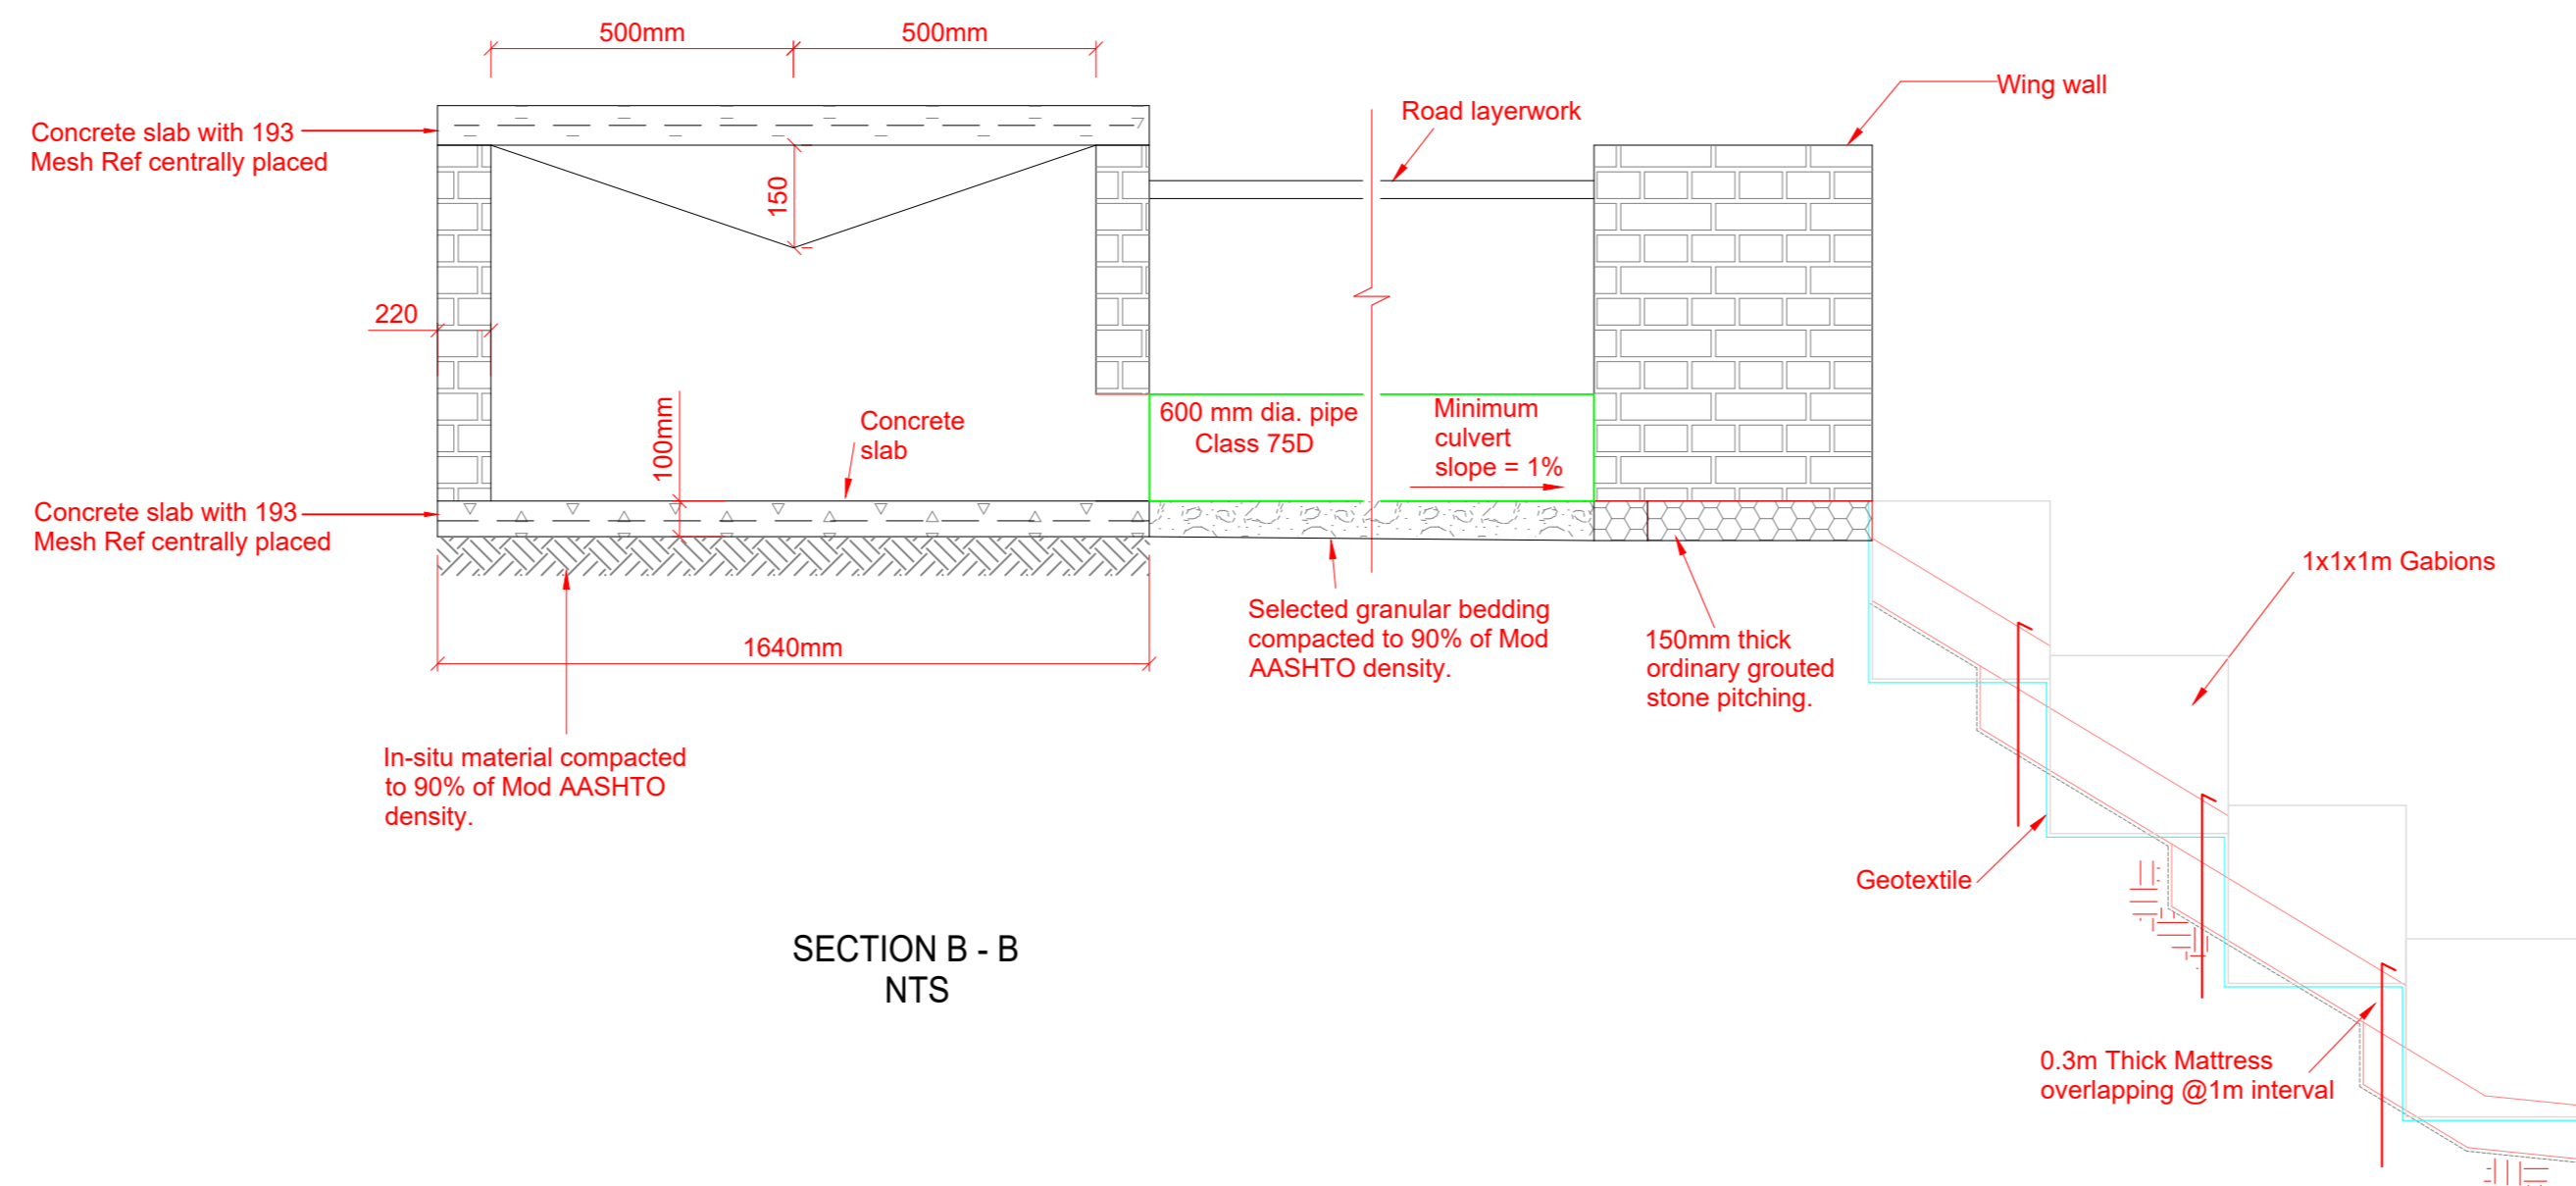 500mm
500mm
Wing wall
Road layerwork
Concrete slab with 193
Mesh Ref centrally placed
150
220
Concrete
slab
100mm
600 mm dia. pipe
Class 75D
Minimum
culvert
slope = 1%
Concrete slab with 193
Mesh Ref centrally placed
1x1x1m Gabions
1640mm
Selected granular bedding
compacted to 90% of Mod
AASHTO density.
150mm thick
ordinary grouted
stone pitching.
In-situ material compacted
to 90% of Mod AASHTO
density.
Geotextile
SECTION B - B
NTS
0.3m Thick Mattress
overlapping @1m interval